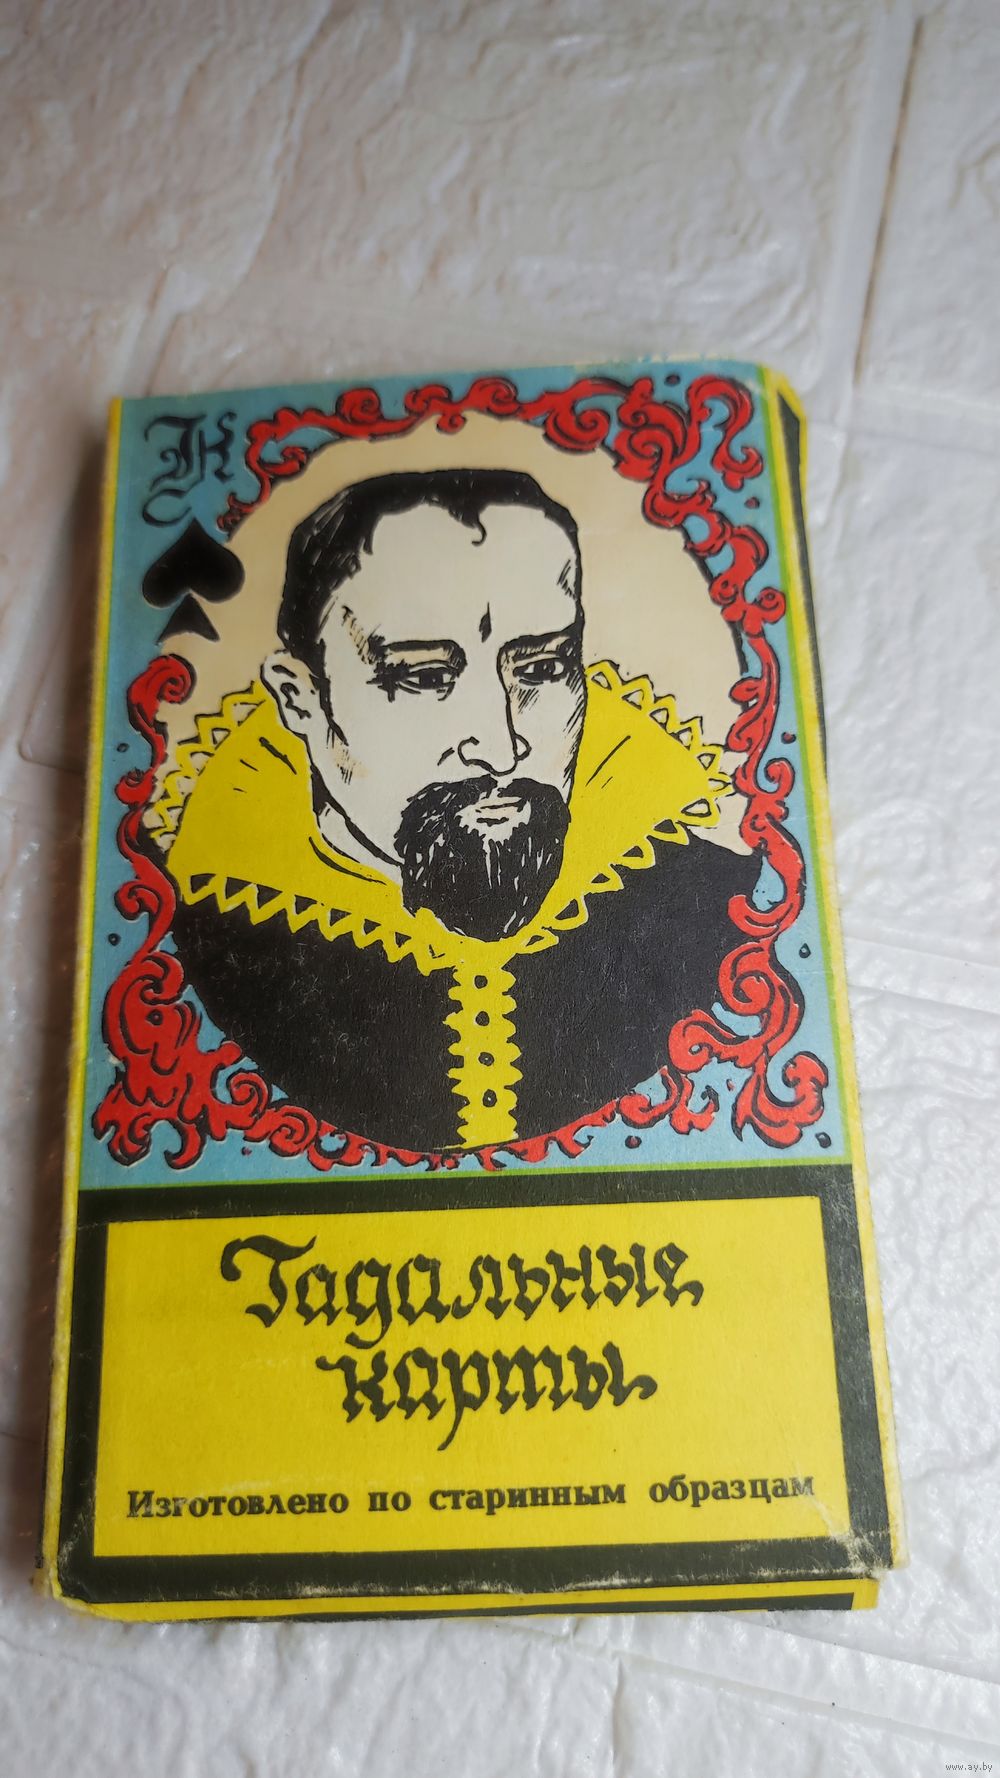 К
Гадальные
карты
Изготовлено по старинным образцам
www.ay.by